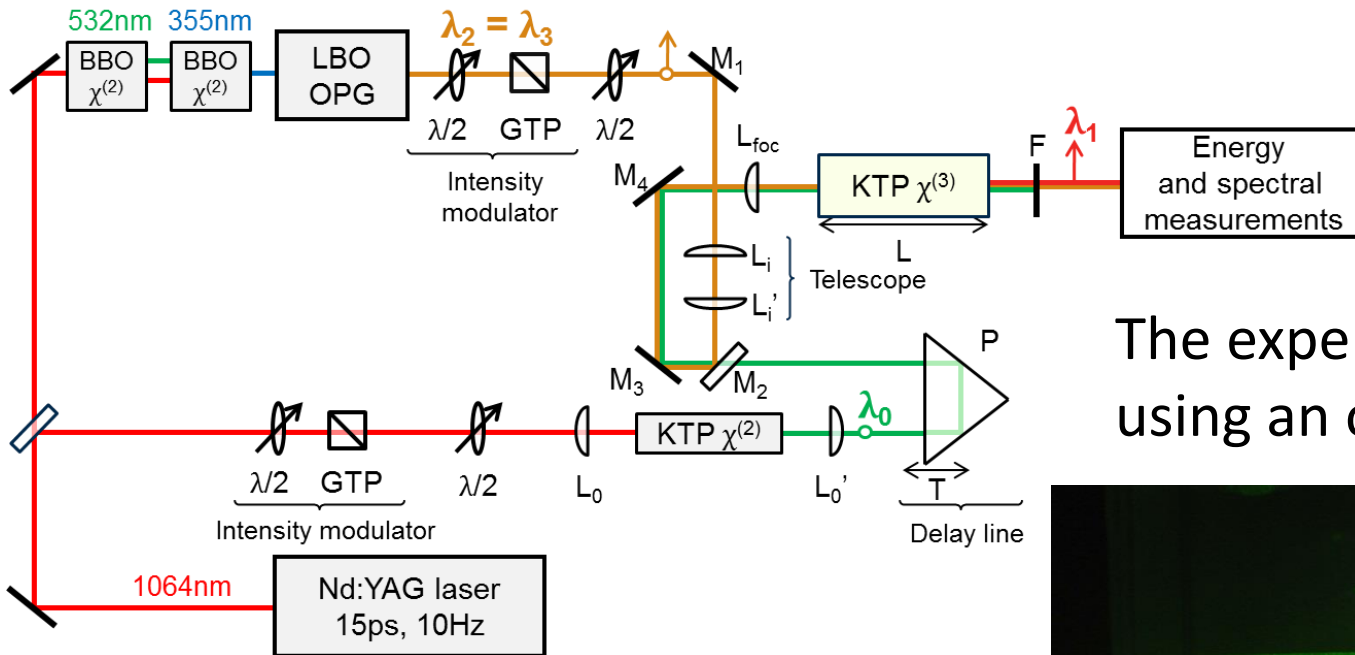 532nm 355nm
BBO
χ(2)
BBO
χ(2)
LBO
OPG
λ2 = λ3
M1
λ/2 GTP λ/2
Intensity
modulator
Lfoc
M4
KTP χ(3)
L
F
λ1
Energy
and spectral
measurements
Li
Li'
Telescope
M3
M2
P
λ0
KTP χ(2)
L0
L0'
T
Delay line
λ/2 GTP λ/2
Intensity modulator
1064nm
Nd:YAG laser
15ps, 10Hz
The expe
using an